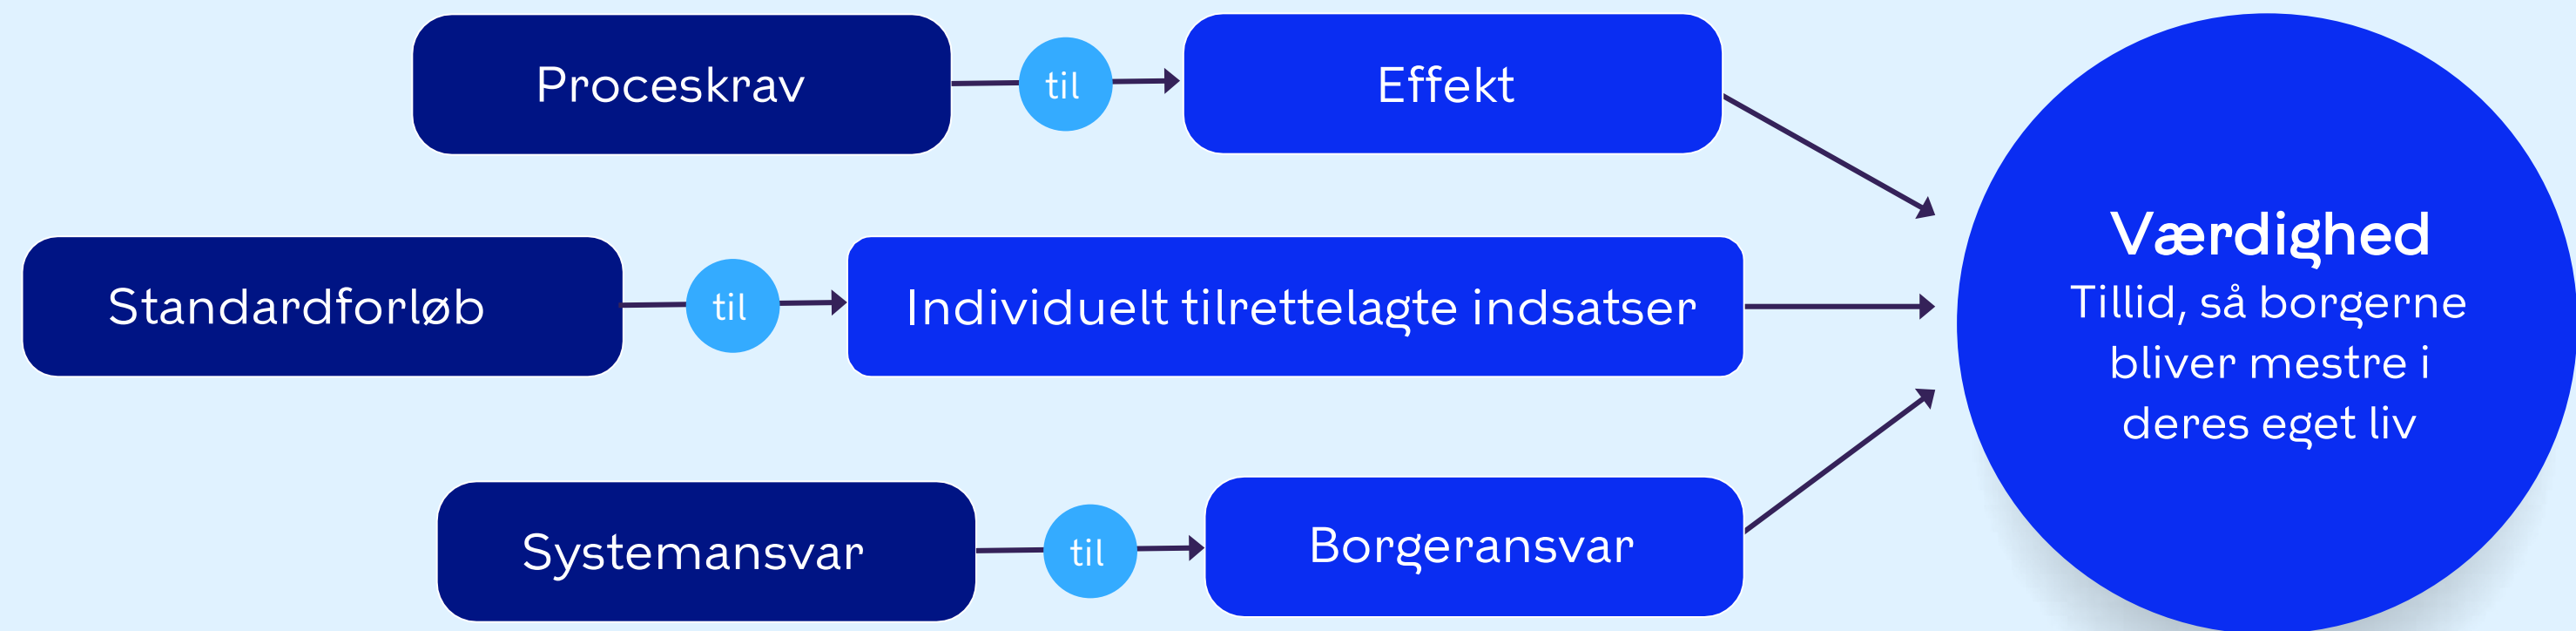 Proceskrav
til
Effekt
Standardforløb
til
Individuelt tilrettelagte indsatser
Systemansvar
til
Borgeransvar
Værdighed
Tillid, så borgerne
bliver mestre i
deres eget liv